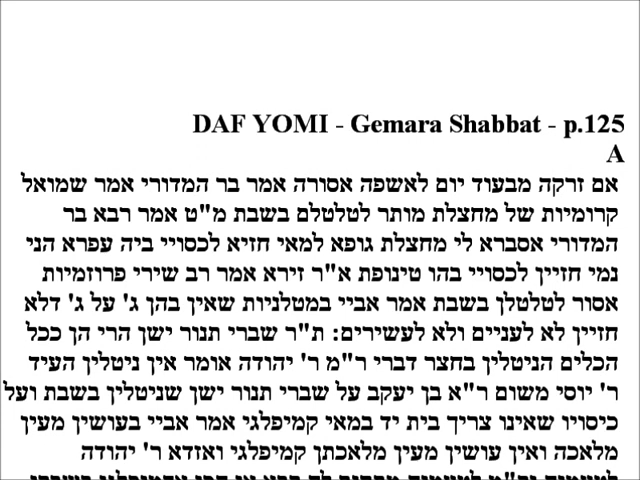 DAF YOMI - Gemara Shabbat - p.125
A
אם זרקה מבעוד יום לאשפה אסורה אמר בר המדורי אמר שמואל
קרומיות של מחצלת מותר לטלטלם בשבת מ"ט אמר רבא בר
המדורי אסברא לי מחצלת גופא למאי חזיא לכסויי ביה עפרא הני
נמי חזיין לכסויי בהו טינופת א"ר זירא אמר רב שירי פרוזמיות
אסור לטלטלן בשבת אמר אביי במטלניות שאין בהן ג' על ג' דלא
חזיין לא לעניים ולא לעשירים: ת"ר שברי תנור ישן הרי הן ככל
הכלים הניטלין בחצר דברי ר"מ ר' יהודה אומר אין ניטלין העיד
ר' יוסי משום ר"א בן יעקב על שברי תנור ישן שניטלין בשבת ועל
כיסויו שאינו צריך בית יד במאי קמיפלגי אמר אביי בעושין מעין
מלאכה ואין עושין מעין מלאכתן קמיפלגי ואזדא ר' יהודה